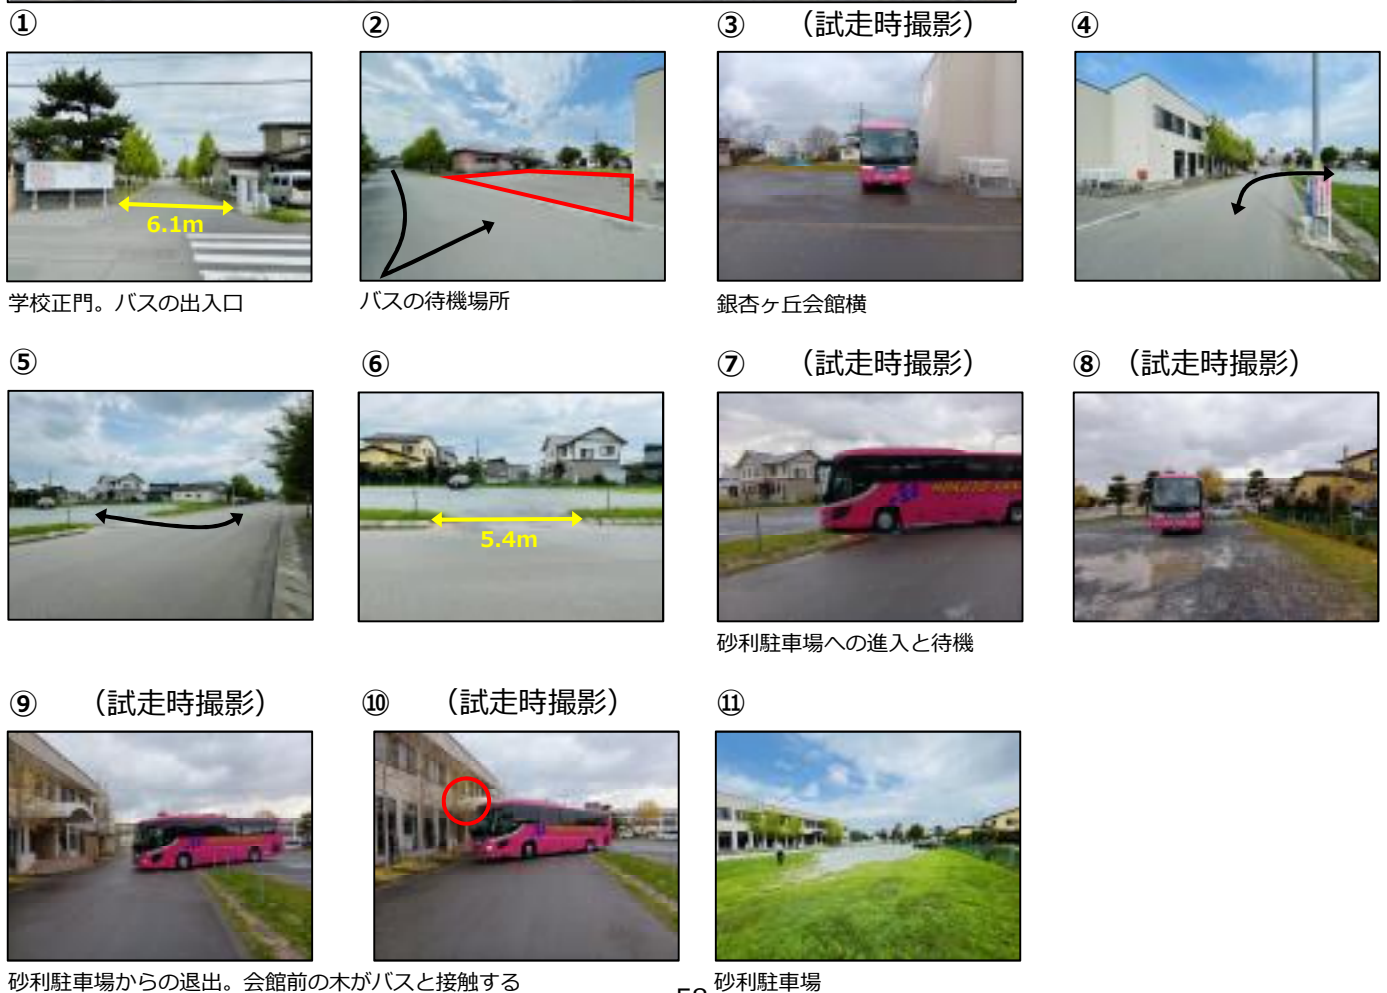 ①
②
③ （試走時撮影）
④
6.1m
学校正門。バスの出入口
バスの待機場所
銀杏ヶ丘会館横
⑤
⑥
⑦ （試走時撮影）
⑧ （試走時撮影）
5.4m
砂利駐車場への進入と待機
⑨ （試走時撮影）
⑩ （試走時撮影）
⑪
砂利駐車場からの退出。会館前の木がバスと接触する
砂利駐車場